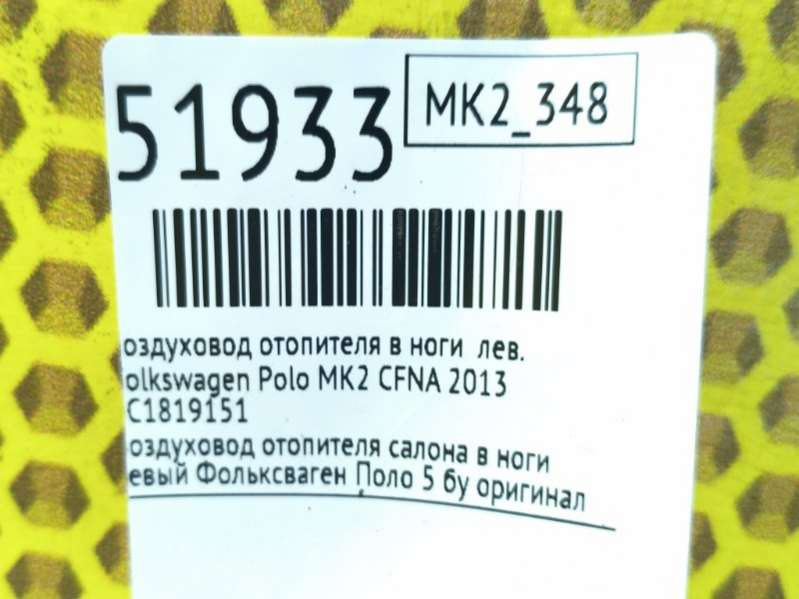 51933
MK2_348
оздуховод отопителя в ноги лев.
olkswagen Polo MK2 CFNA 2013
C1819151
оздуховод отопителя салона в ноги
евый Фольксваген Поло 5 бу оригинал